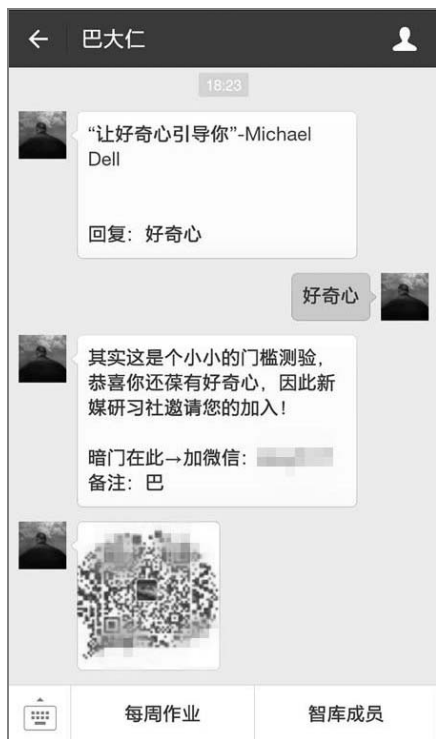 巴大仁
18:23
“让好奇心引导你”-Michael
Dell
回复：好奇心
好奇心
其实这是个小小的门槛测验，
恭喜你还葆有好奇心，因此新
媒研习社邀请您的加入！
暗门在此→加微信：
备注：巴
每周作业
智库成员